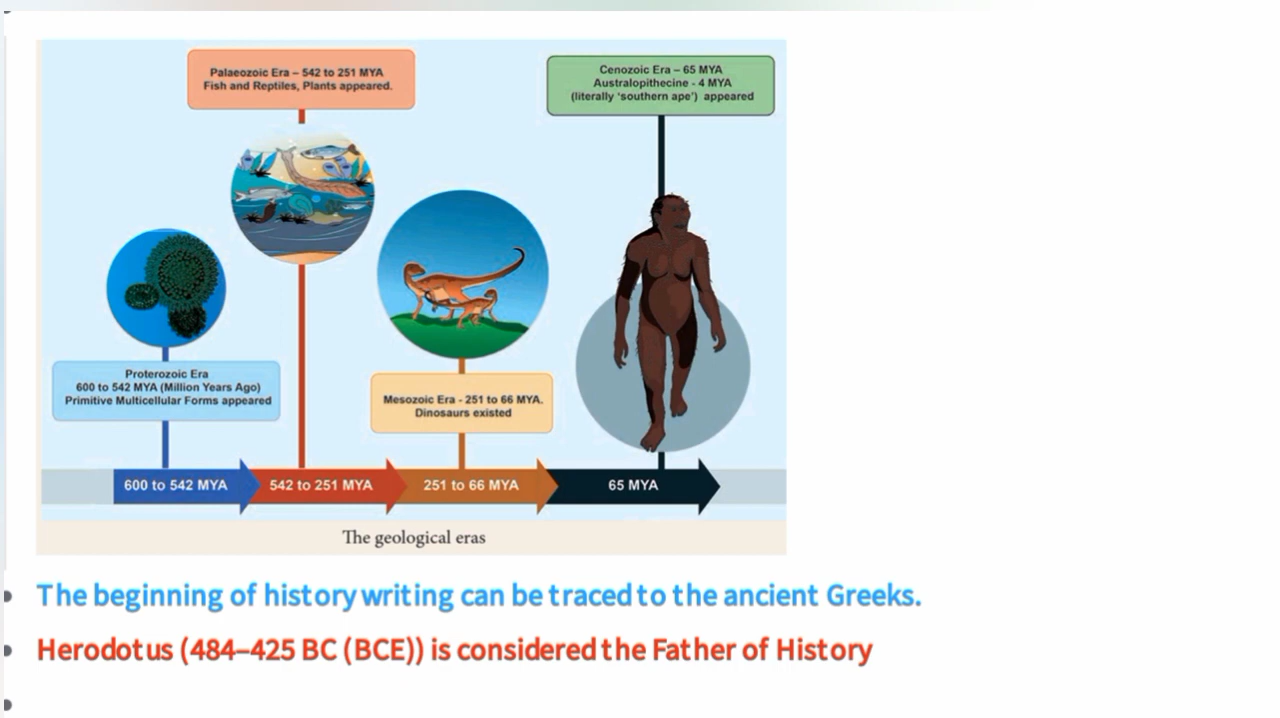 Palaeozoic Era – 542 to 251 MYA
Fish and Reptiles, Plants appeared.
Cenozoic Era – 65 MYA
Australopithecine - 4 MYA
(literally ‘southern ape’) appeared
Proterozoic Era
600 to 542 MYA (Million Years Ago)
Primitive Multicellular Forms appeared
Mesozoic Era - 251 to 66 MYA.
Dinosaurs existed
600 to 542 MYA
542 to 251 MYA
251 to 66 MYA
65 MYA
The geological eras
The beginning of history writing can be traced to the ancient Greeks.
Herodotus (484–425 BC (BCE)) is considered the Father of History